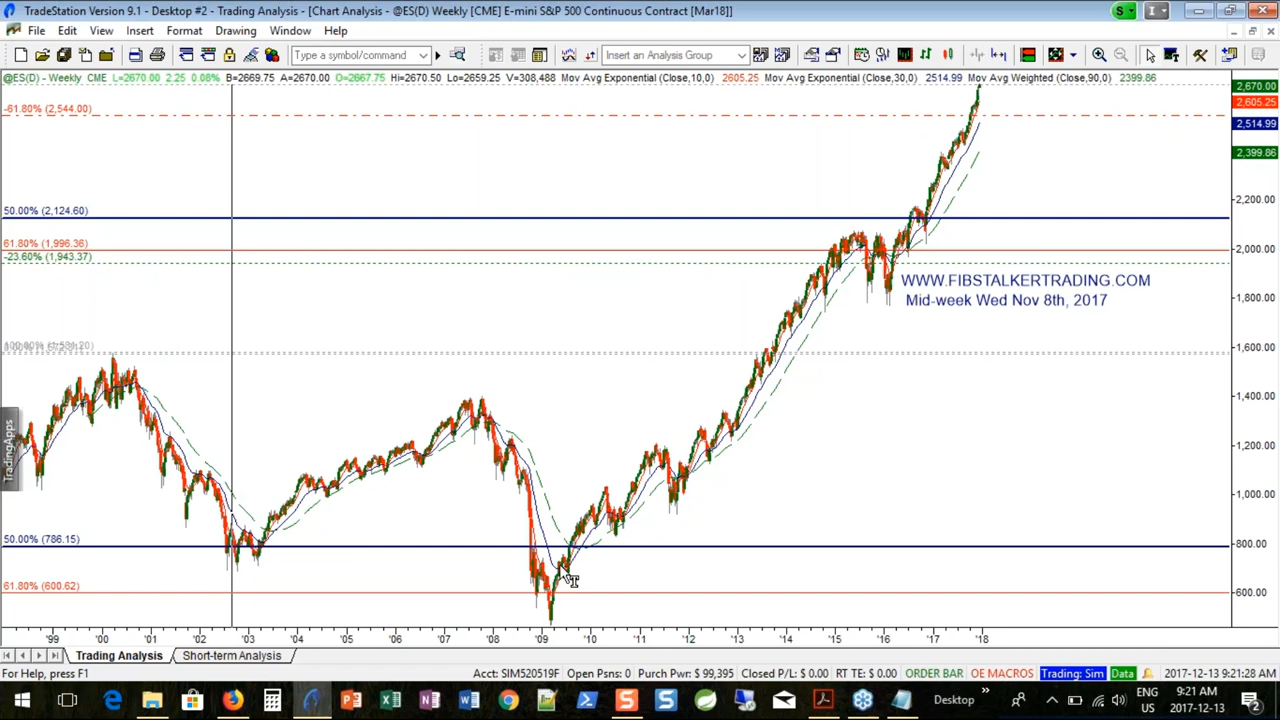 TradeStation Version 9.1 - Desktop #2 - Trading Analysis - [Chart Analysis - @ES(D) Weekly [CME] E-mini S&P 500 Continuous Contract [Mar18]]
File Edit View Insert Format Drawing Window Help
Type a symbol/command
Insert an Analysis Group
@ES(D) - Weekly CME L=2670.00 2.25 0.08% B=2669.75 A=2670.00 O=2667.75 Hi=2670.50 Lo=2659.25 V=308,488 Mov Avg Exponential (Close,10,0) 2605.25 Mov Avg Exponential (Close,30,0) 2514.99 Mov Avg Weighted (Close,90,0) 2399.86
2,670.00
2,605.25
-61.80% (2,544.00)
2,514.99
2,399.86
2,200.00
50.00% (2,124.60)
61.80% (1,996.36)
2,000.00
-23.60% (1,943.37)
WWW.FIBSTALKERTRADING.COM
Mid-week Wed Nov 8th, 2017
1,800.00
1,600.00
1,400.00
TradingApps
1,200.00
1,000.00
50.00% (786.15)
800.00
61.80% (600.62)
600.00
'99 '00 '01 '02 '03 '04 '05 '06 '07 '08 '09 '10 '11 '12 '13 '14 '15 '16 '17 '18
Trading Analysis Short-term Analysis
For Help, press F1 Acct: SIM520519F Open Psns: 0 Purch Pwr: $ 99,395 Closed P/L: $ 0.00 RT TE: $ 0.00 ORDER BAR OE MACROS Trading: Sim Data 2017-12-13 9:21:28 AM
Desktop
ENG
US
9:21 AM
2017-12-13